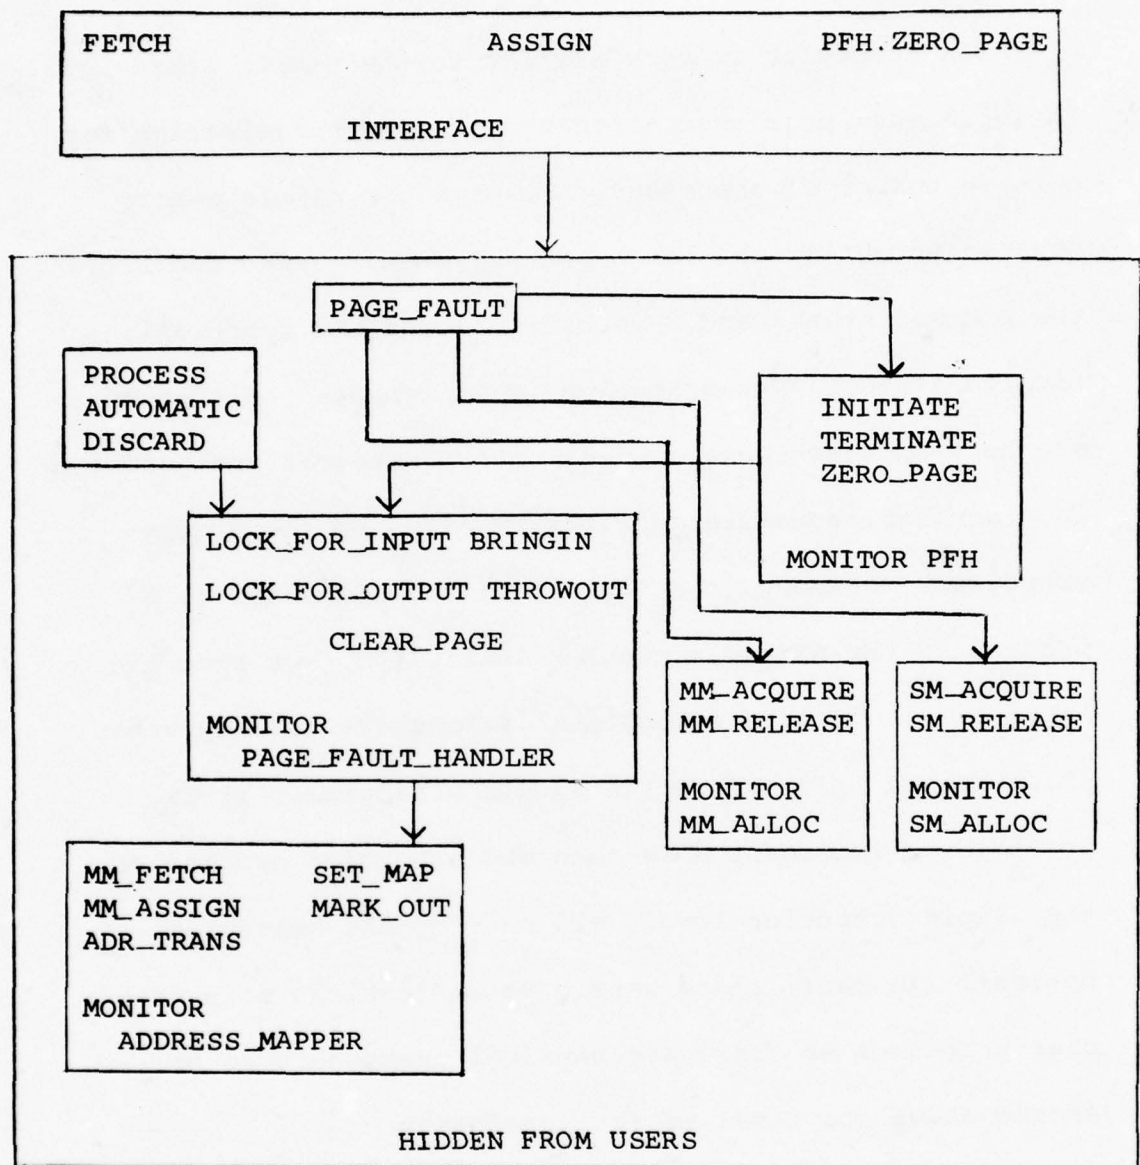 FETCH ASSIGN PFH.ZERO_PAGE
INTERFACE
PAGE_FAULT
PROCESS
AUTOMATIC
DISCARD
INITIATE
TERMINATE
ZERO_PAGE
MONITOR PFH
LOCK_FOR_INPUT BRINGIN
LOCK_FOR_OUTPUT THROWOUT
CLEAR_PAGE
MONITOR
PAGE_FAULT_HANDLER
MM_ACQUIRE
MM_RELEASE
MONITOR
MM_ALLOC
SM_ACQUIRE
SM_RELEASE
MONITOR
SM_ALLOC
MM_FETCH SET_MAP
MM_ASSIGN MARK_OUT
ADR_TRANS
MONITOR
ADDRESS_MAPPER
HIDDEN FROM USERS